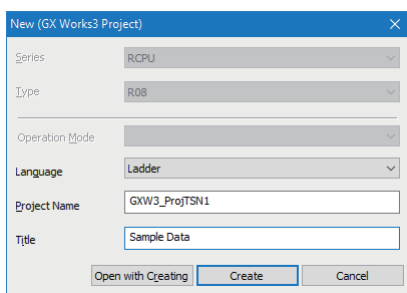 New (GX Works3 Project)
Series RCPU
Type R08
Operation Mode
Language Ladder
Project Name GXW3_ProjTSN1
Title Sample Data
Open with Creating Create Cancel